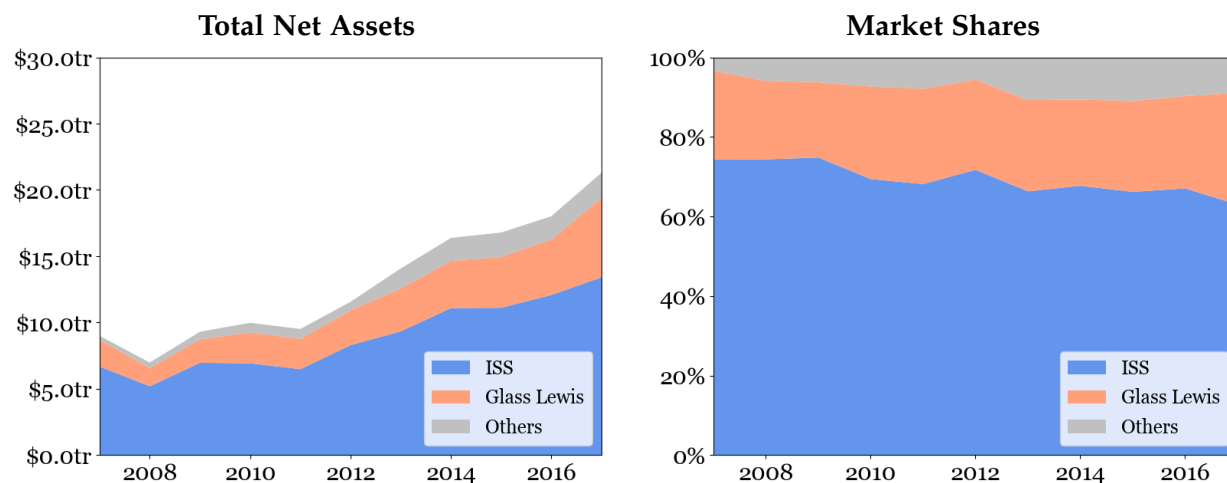 Total Net Assets
$30.0tr
$25.0tr
$20.0tr
$15.0tr
$10.0tr
$5.0tr
$0.0tr
2008 2010 2012 2014 2016
ISS
Glass Lewis
Others
Market Shares
100%
80%
60%
40%
20%
0%
2008 2010 2012 2014 2016
ISS
Glass Lewis
Others